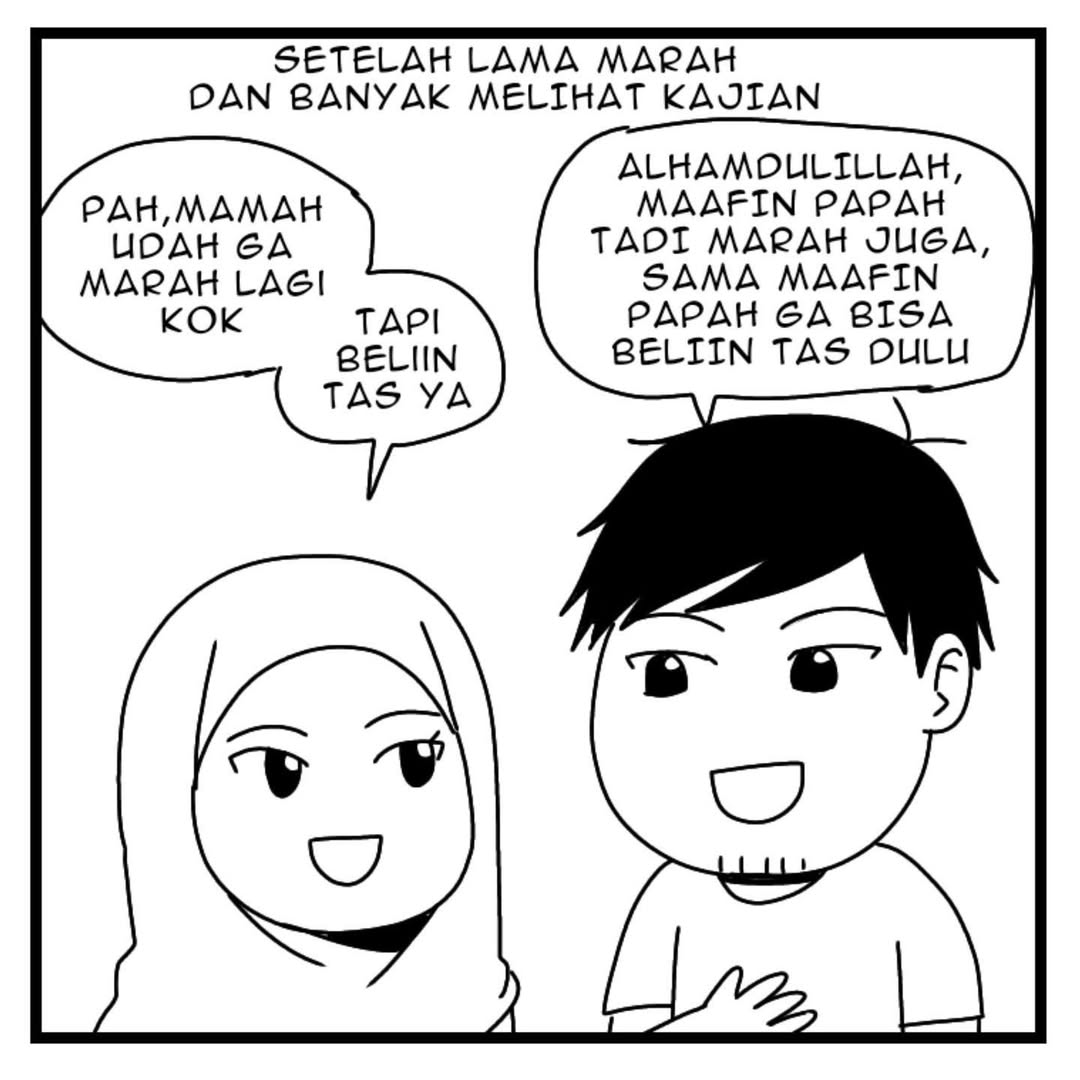 SETELAH LAMA MARAH
DAN BANYAK MELIHAT KAJIAN
PAH,MAMAH
UDAH GA
MARAH LAGI
KOK
TAPI
BELIIN
TAS YA
ALHAMDULILLAH,
MAAFIN PAPAH
TADI MARAH JUGA,
SAMA MAAFIN
PAPAH GA BISA
BELIIN TAS DULU